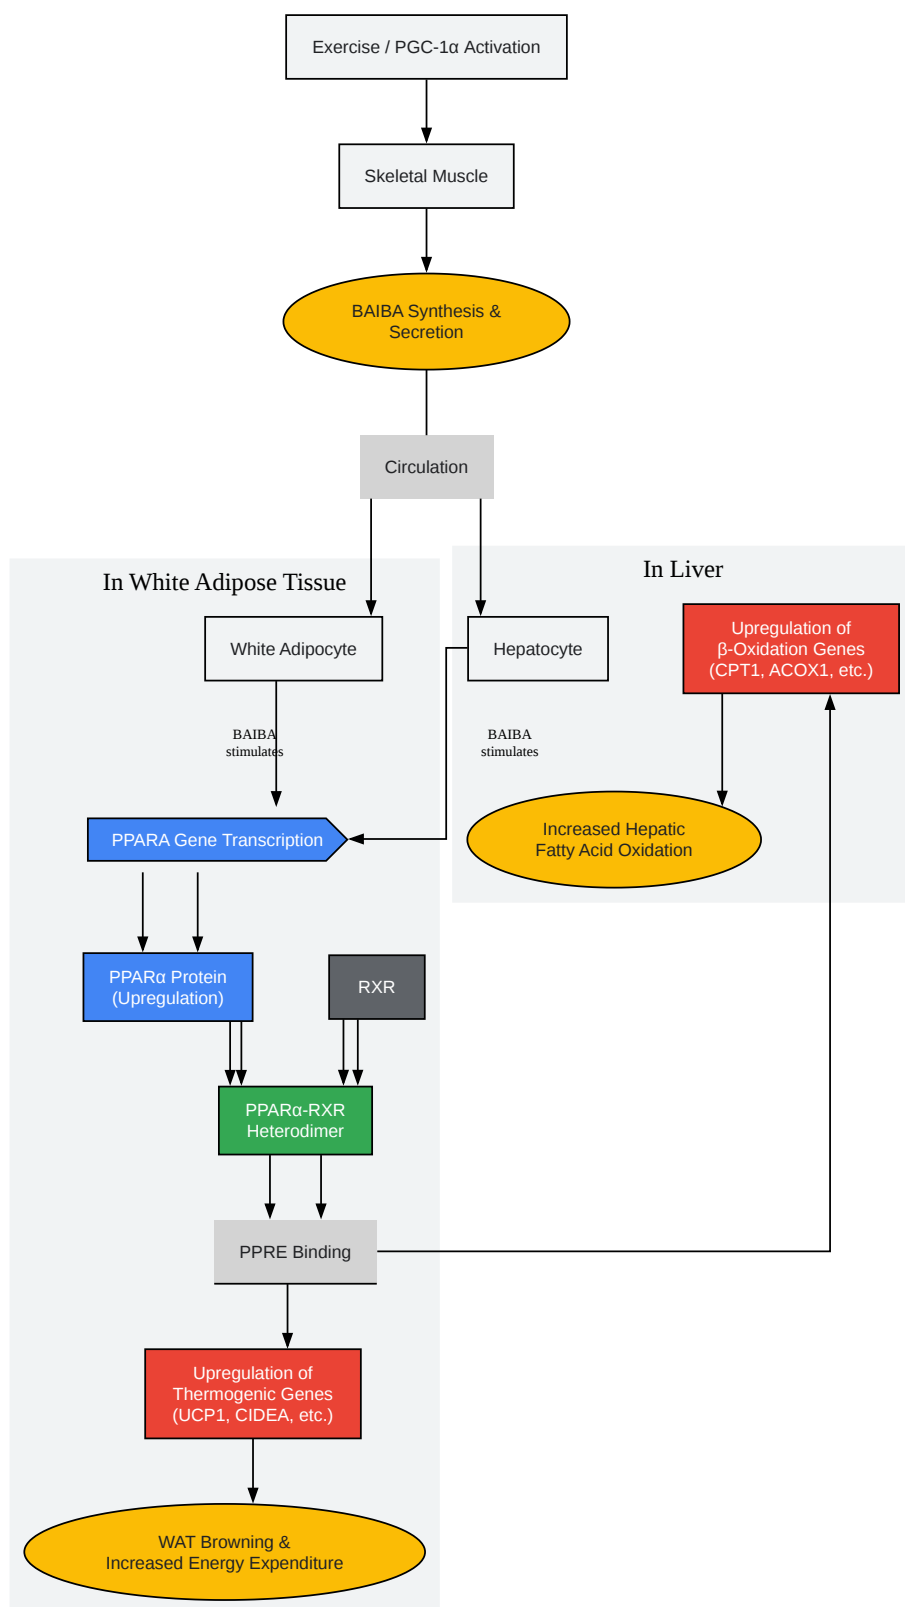 Exercise / PGC-1α Activation
Skeletal Muscle
BAIBA Synthesis &
Secretion
Circulation
In White Adipose Tissue
In Liver
White Adipocyte
Hepatocyte
Upregulation of
β-Oxidation Genes
(CPT1, ACOX1, etc.)
BAIBA
stimulates
BAIBA
stimulates
PPARA Gene Transcription
Increased Hepatic
Fatty Acid Oxidation
PPARα Protein
(Upregulation)
RXR
PPARα-RXR
Heterodimer
PPRE Binding
Upregulation of
Thermogenic Genes
(UCP1, CIDEA, etc.)
WAT Browning &
Increased Energy Expenditure